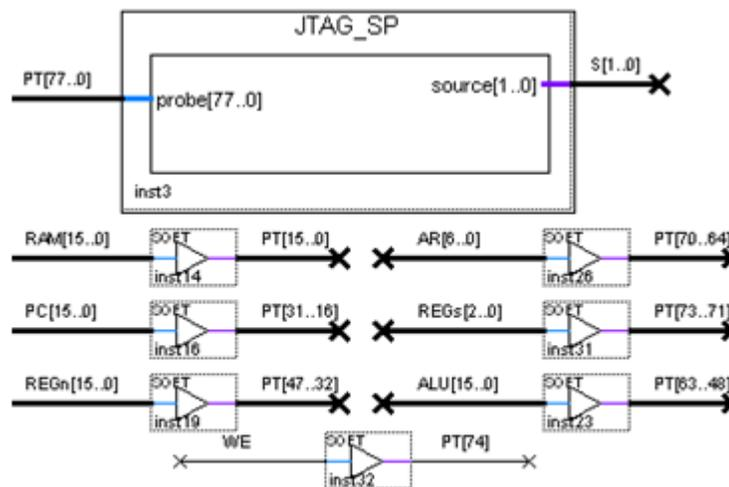 JTAG_SP
PT[77..0]
S[1..0]
probe[77..0]
source[1..0]
inst3
RAM[15..0]
SOFT
PT[15..0]
AR[6..0]
SOFT
PT[70..64]
inst14
inst26
PC[15..0]
SOFT
PT[31..16]
REGs[2..0]
SOFT
PT[73..71]
inst16
inst31
REGn[15..0]
SOFT
PT[47..32]
ALU[15..0]
SOFT
PT[63..48]
inst19
inst23
WE
SOFT
PT[74]
inst32